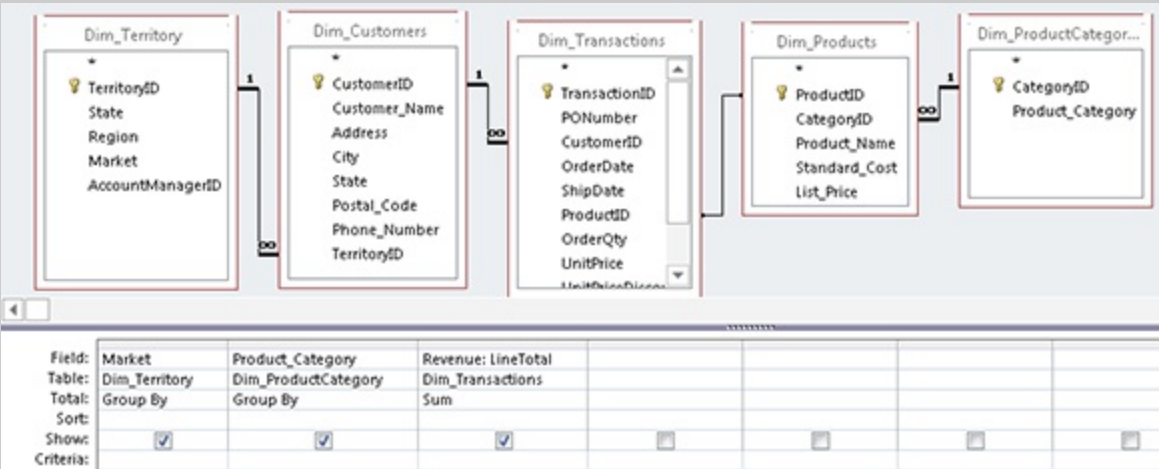 Dim_Territory
*
TerritoryID
State
Region
Market
AccountManagerID
1
∞
Dim_Customers
*
CustomerID
Customer_Name
Address
City
State
Postal_Code
Phone_Number
TerritoryID
1
∞
Dim_Transactions
*
TransactionID
PONumber
CustomerID
OrderDate
ShipDate
ProductID
OrderQty
UnitPrice
Dim_Products
*
ProductID
CategoryID
Product_Name
Standard_Cost
List_Price
∞
1
Dim_ProductCategor...
*
CategoryID
Product_Category
Field: Market Product_Category Revenue: LineTotal
Table: Dim_Territory Dim_ProductCategory Dim_Transactions
Total: Group By Group By Sum
Sort:
Show:
Criteria: